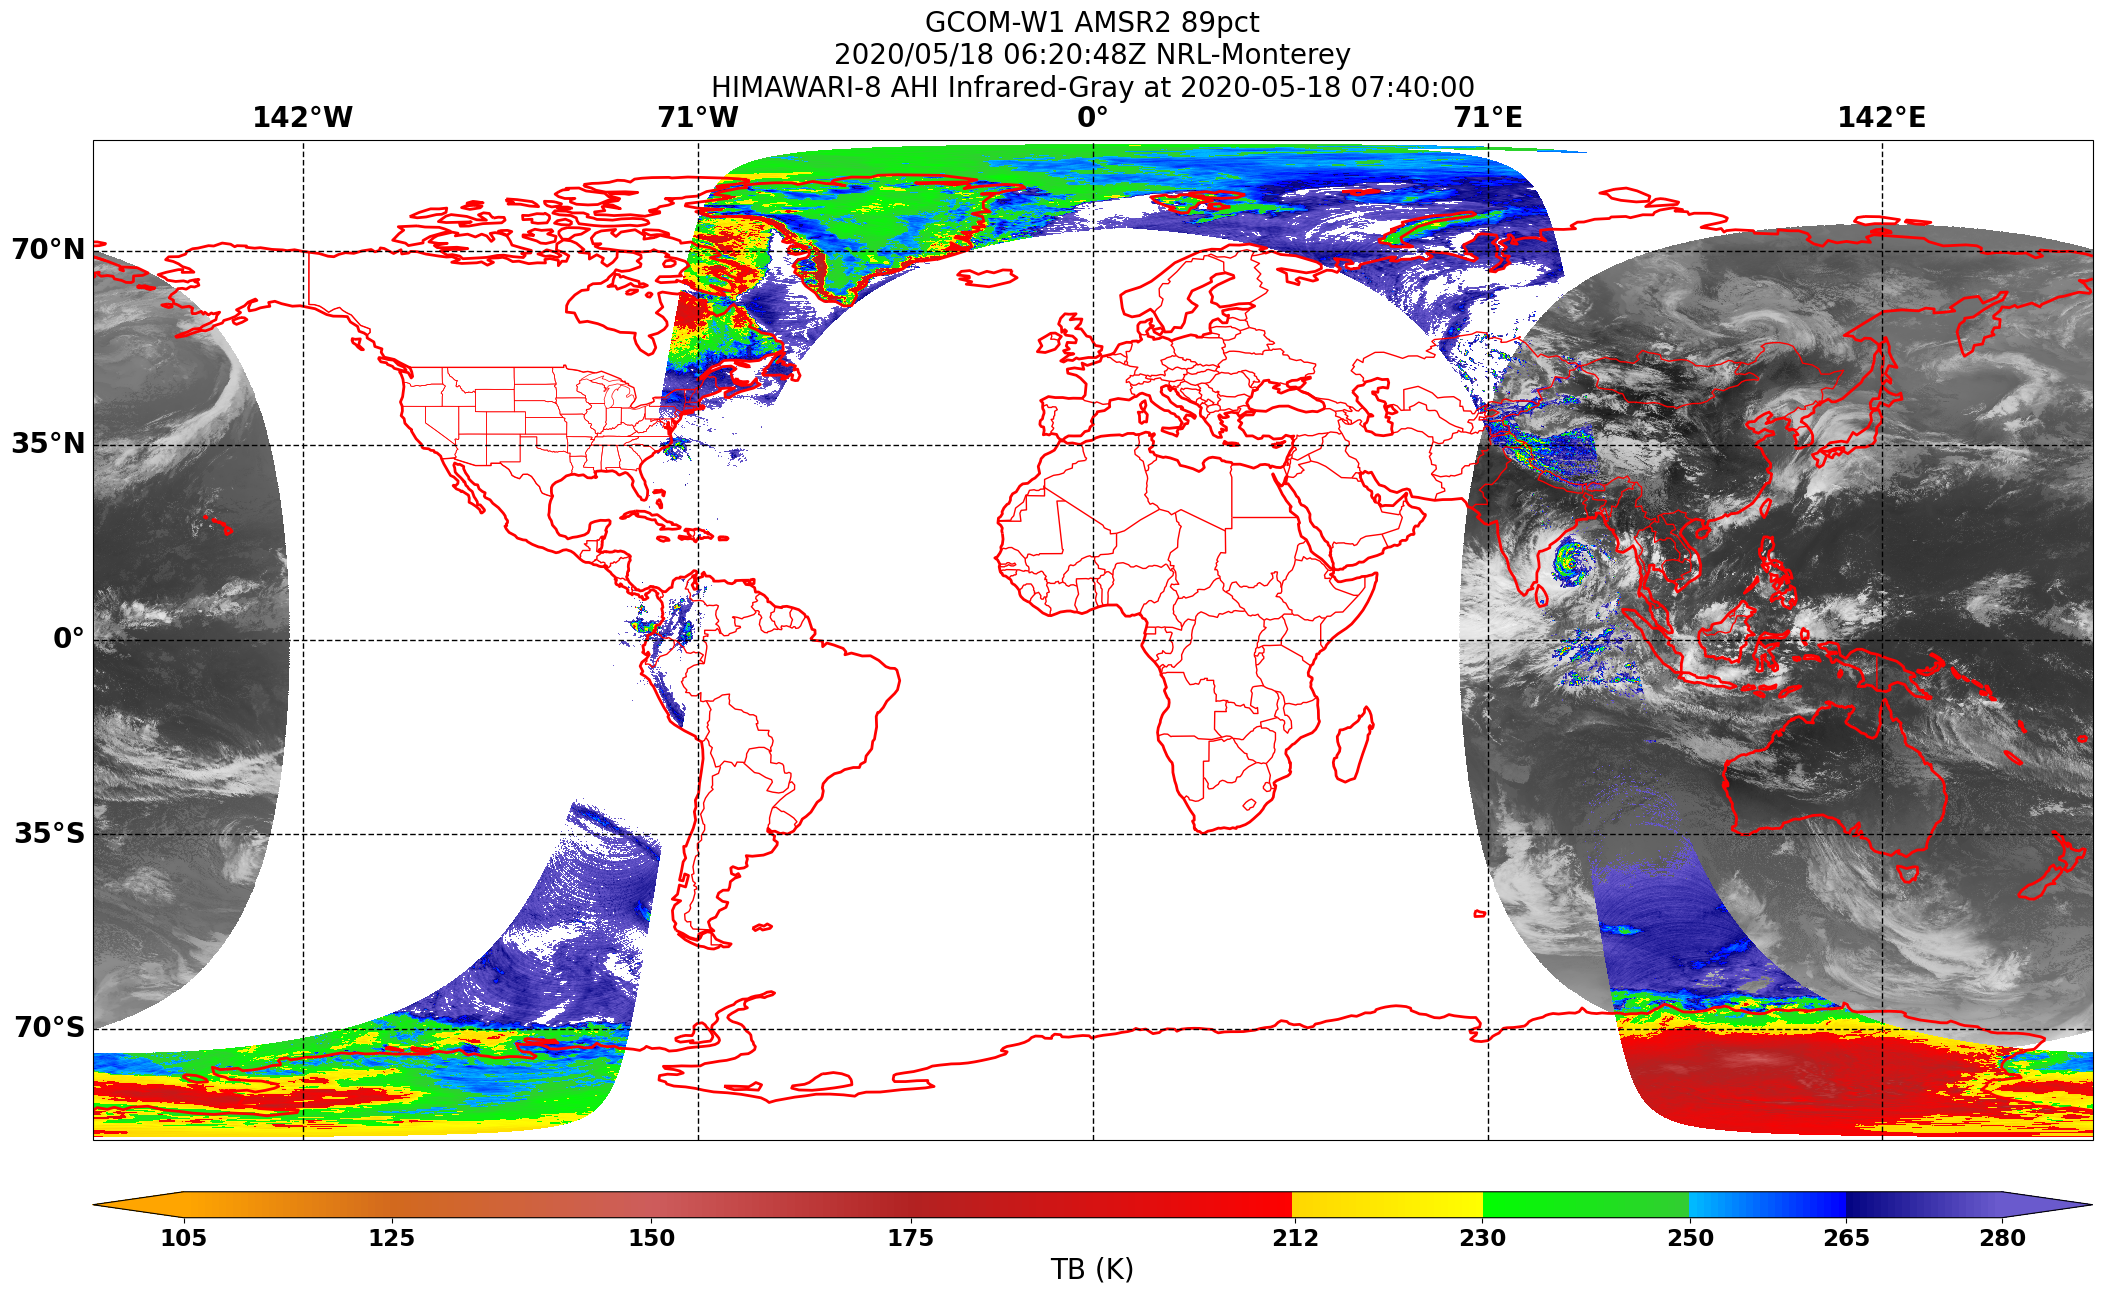 GCOM-W1 AMSR2 89pct
2020/05/18 06:20:48Z NRL-Monterey
HIMAWARI-8 AHI Infrared-Gray at 2020-05-18 07:40:00
142°W 71°W 0° 71°E 142°E
70°N
35°N
0°
35°S
70°S
105 125 150 175 212 230 250 265 280
TB (K)